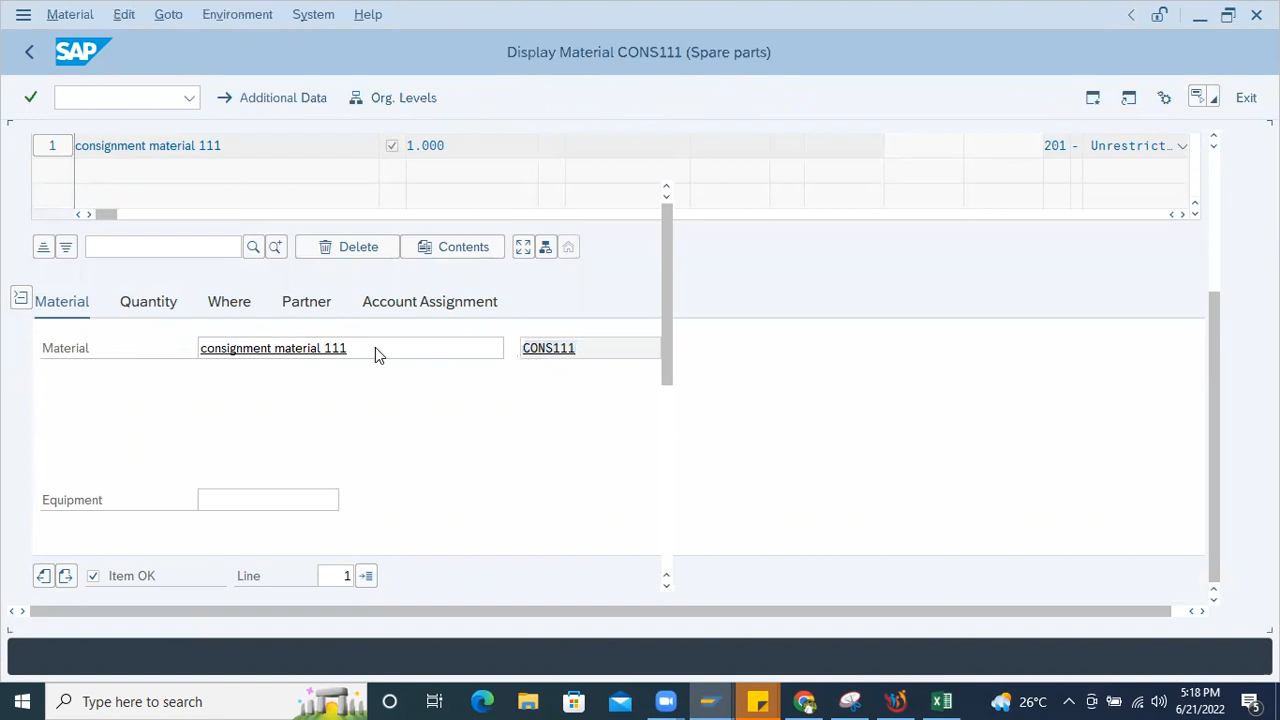 Material Edit Goto Environment System Help
SAP Display Material CONS111 (Spare parts)
Additional Data Org. Levels Exit
1 consignment material 111 1.000 201 - Unrestrict..
Delete Contents
Material Quantity Where Partner Account Assignment
Material consignment material 111 CONS111
Equipment
Item OK Line 1
Type here to search 26°C 5:18 PM
6/21/2022 5